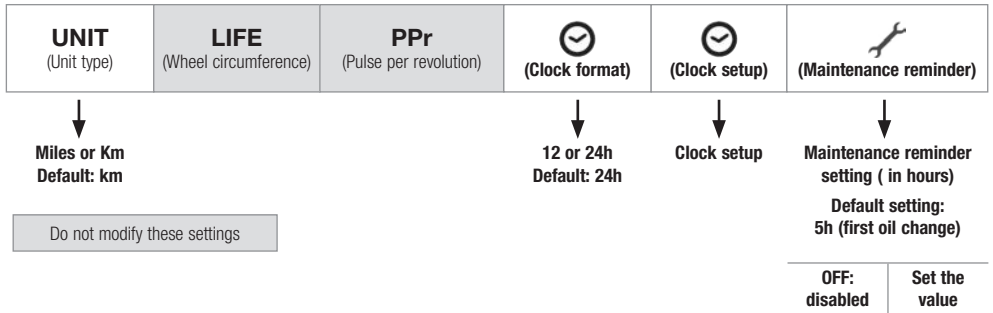 UNIT
(Unit type)
LIFE
(Wheel circumference)
PPr
(Pulse per revolution)
(Clock format)
(Clock setup)
(Maintenance reminder)
Miles or Km
Default: km
12 or 24h
Default: 24h
Clock setup
Maintenance reminder
setting ( in hours)
Default setting:
5h (first oil change)
Do not modify these settings
OFF:
disabled
Set the
value